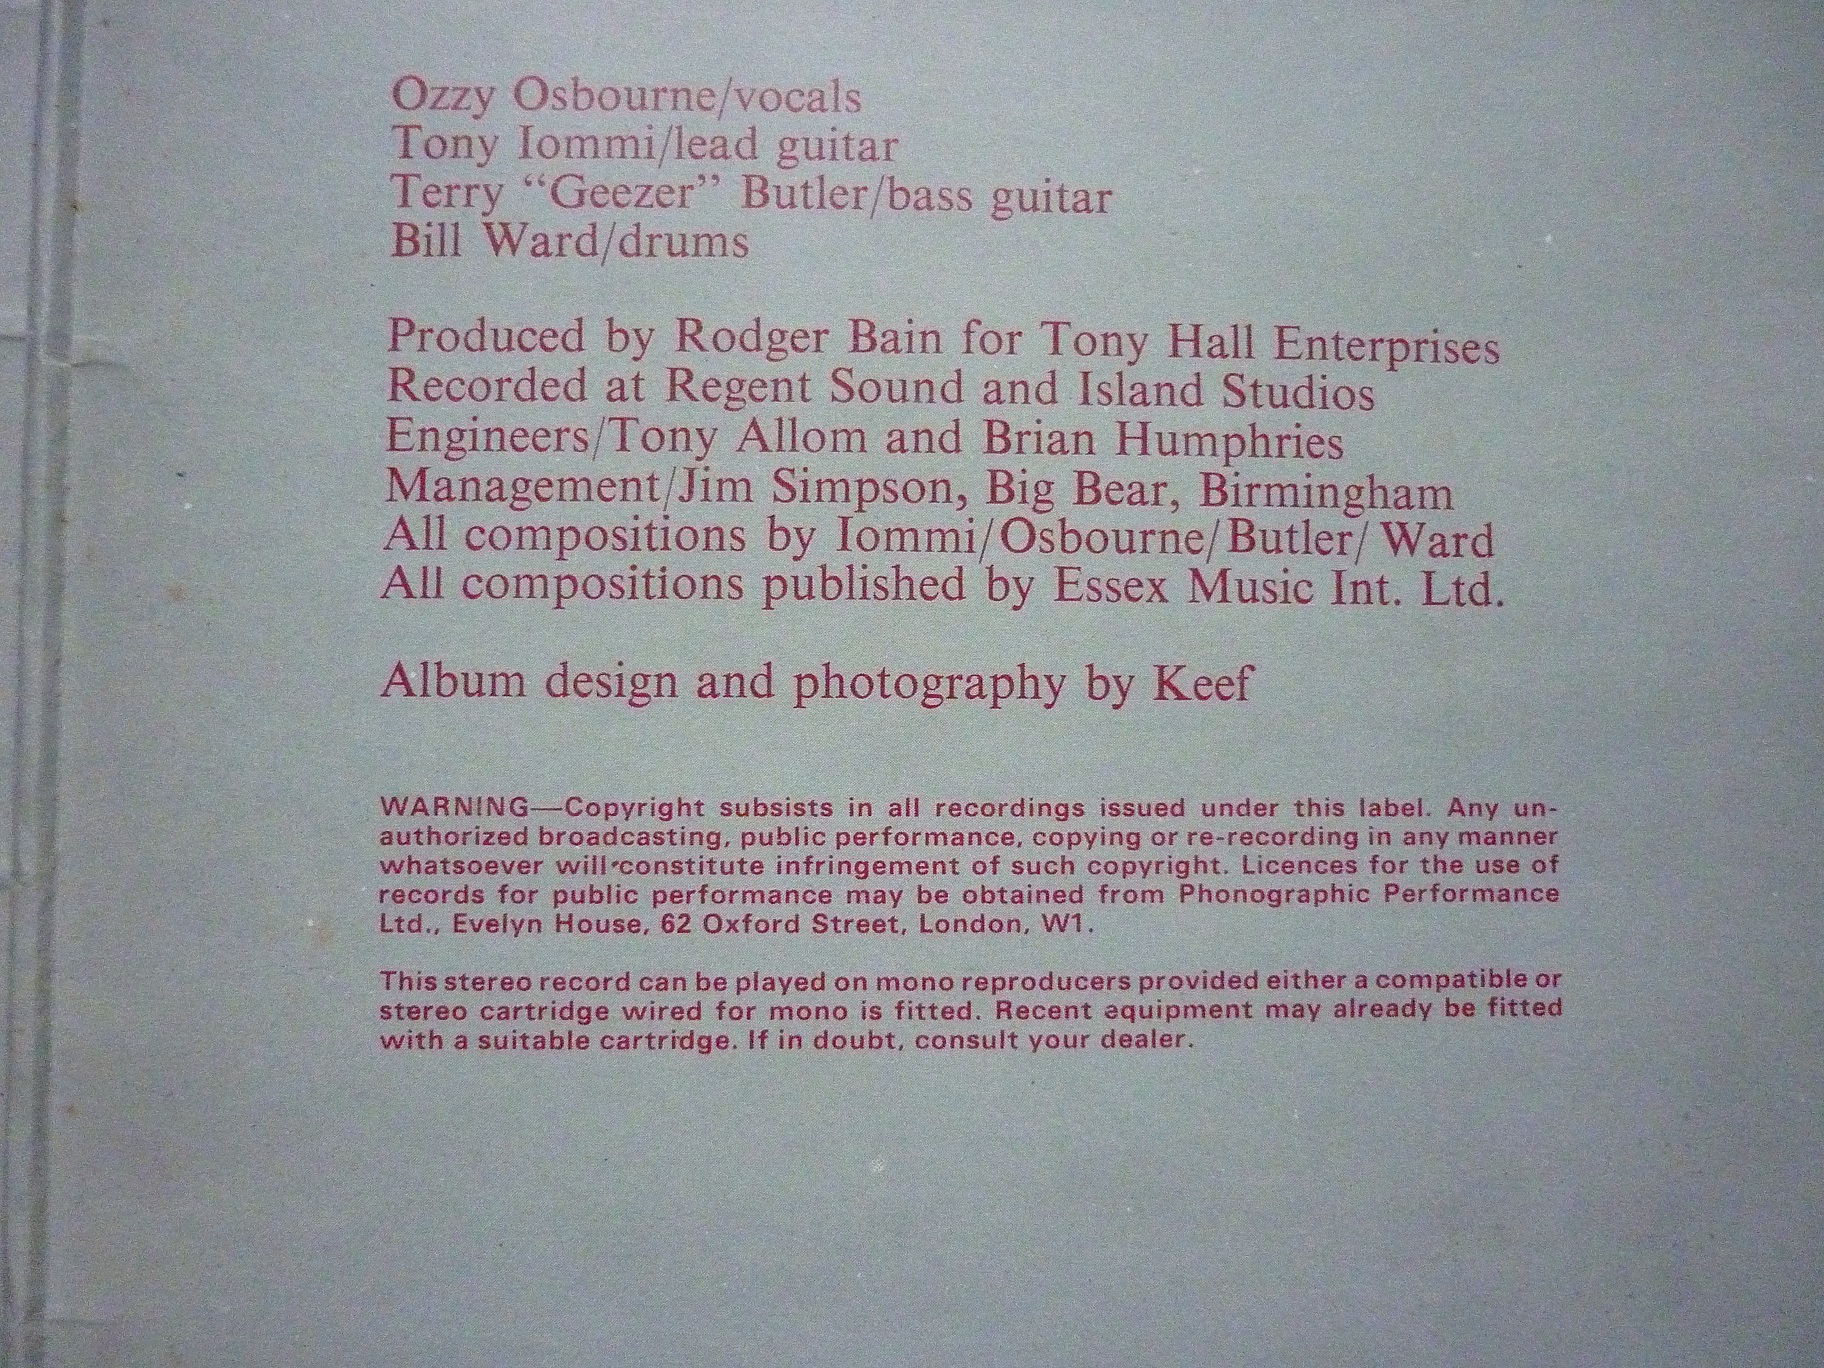 Ozzy Osbourne/vocals
Tony Iommi/lead guitar
Terry “Geezer” Butler/bass guitar
Bill Ward/drums
Produced by Rodger Bain for Tony Hall Enterprises
Recorded at Regent Sound and Island Studios
Engineers/Tony Allom and Brian Humphries
Management/Jim Simpson, Big Bear, Birmingham
All compositions by Iommi/Osbourne/Butler/ Ward
All compositions published by Essex Music Int. Ltd.
Album design and photography by Keef
WARNING—Copyright subsists in all recordings issued under this label. Any un-
authorized broadcasting, public performance, copying or re-recording in any manner
whatsoever will constitute infringement of such copyright. Licences for the use of
records for public performance may be obtained from Phonographic Performance
Ltd., Evelyn House, 62 Oxford Street, London, W1.
This stereo record can be played on mono reproducers provided either a compatible or
stereo cartridge wired for mono is fitted. Recent equipment may already be fitted
with a suitable cartridge. If in doubt, consult your dealer.